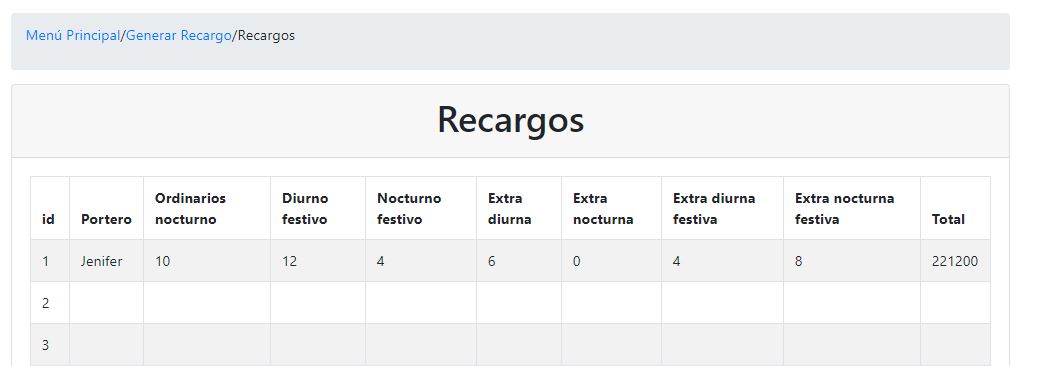 Menú Principal/Generar Recargo/Recargos
Recargos
id Portero Ordinarios nocturno Diurno festivo Nocturno festivo Extra diurna Extra nocturna Extra diurna festiva Extra nocturna festiva Total
1 Jenifer 10 12 4 6 0 4 8 221200
2
3